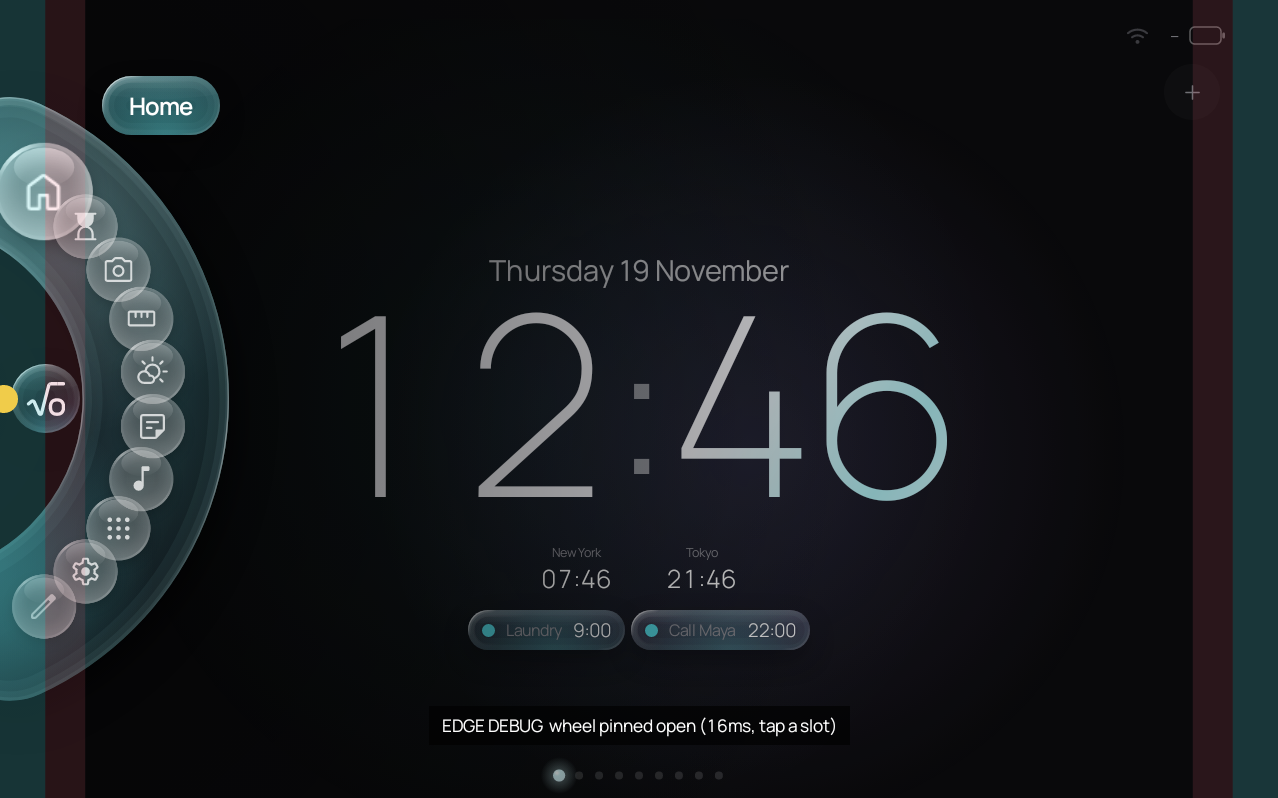 Home
Thursday 19 November
12:46
New York Tokyo
07:46 21:46
Laundry 9:00 Call Maya 22:00
EDGE DEBUG wheel pinned open (16ms, tap a slot)